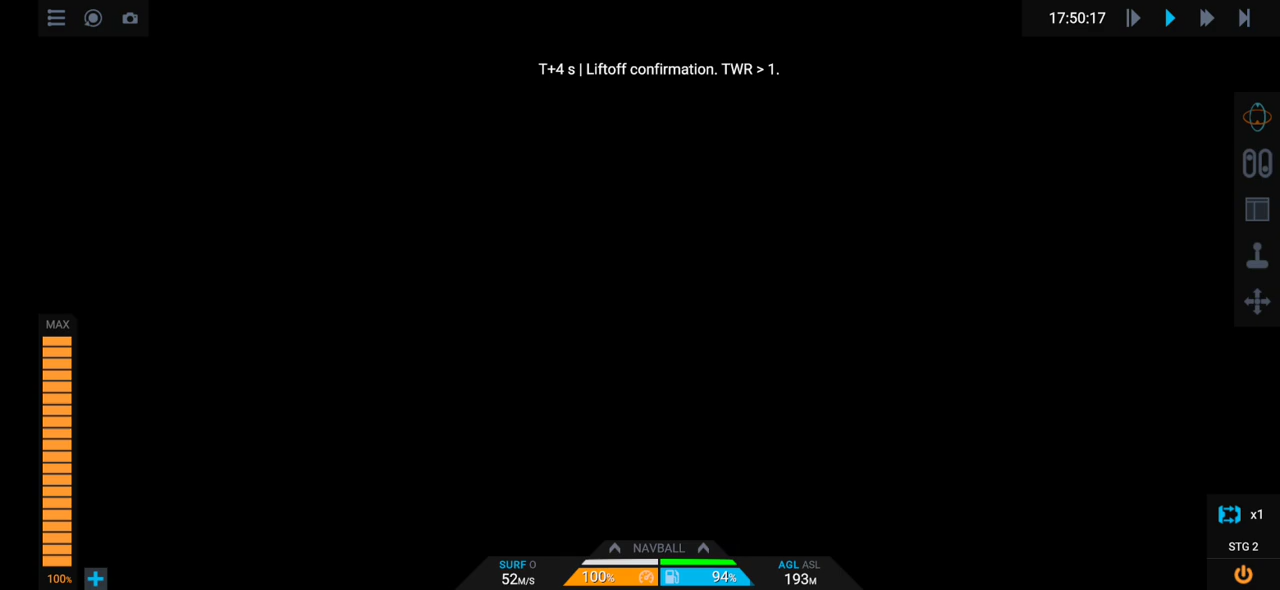 17:50:17
T+4 s | Liftoff confirmation. TWR > 1.
MAX
100%
x1
STG 2
NAVBALL
SURF O
52M/S
100%
94%
AGL ASL
193M